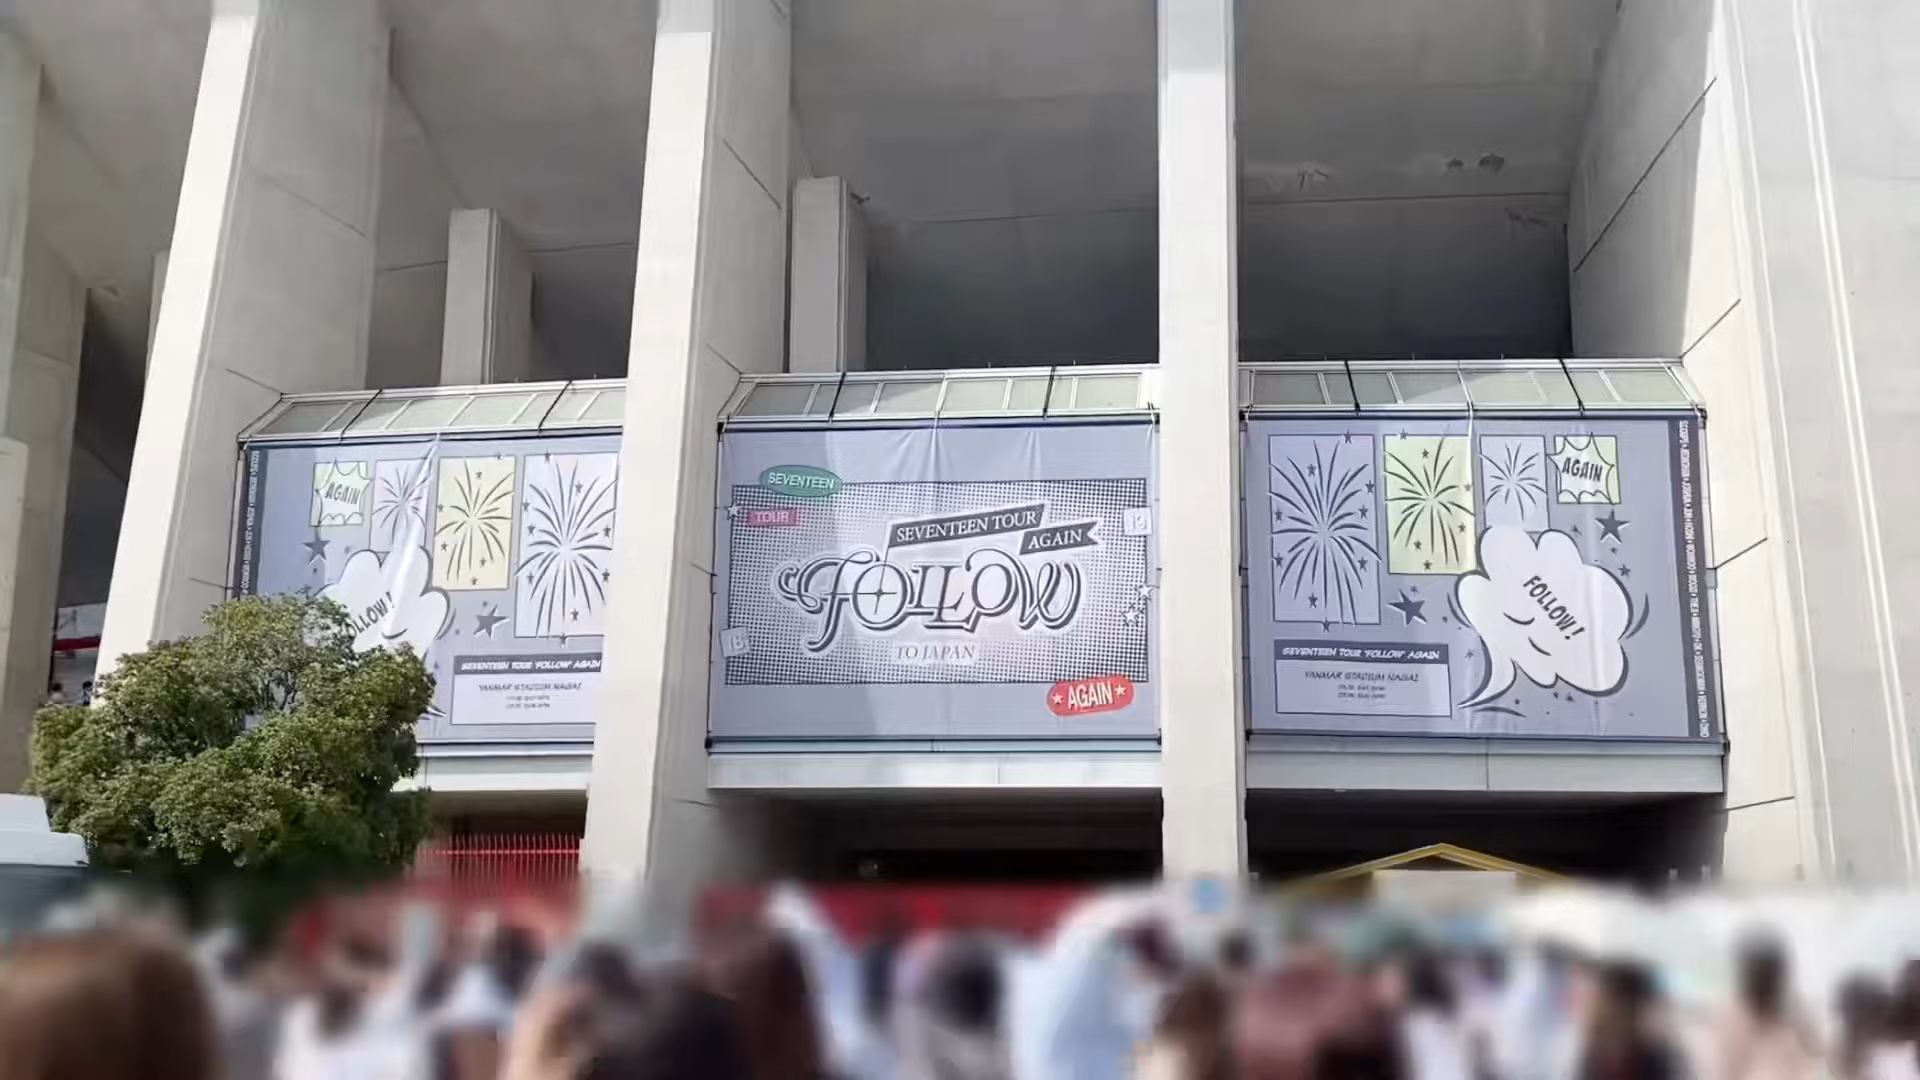 AGAIN
FOLLOW!
SEVENTEEN TOUR 'FOLLOW' AGAIN
YANMAR STADIUM NAGAI
SEVENTEEN
TOUR
SEVENTEEN TOUR
AGAIN
FOLLOW
TO JAPAN
AGAIN
AGAIN
FOLLOW!
SEVENTEEN TOUR 'FOLLOW' AGAIN
YANMAR STADIUM NAGAI